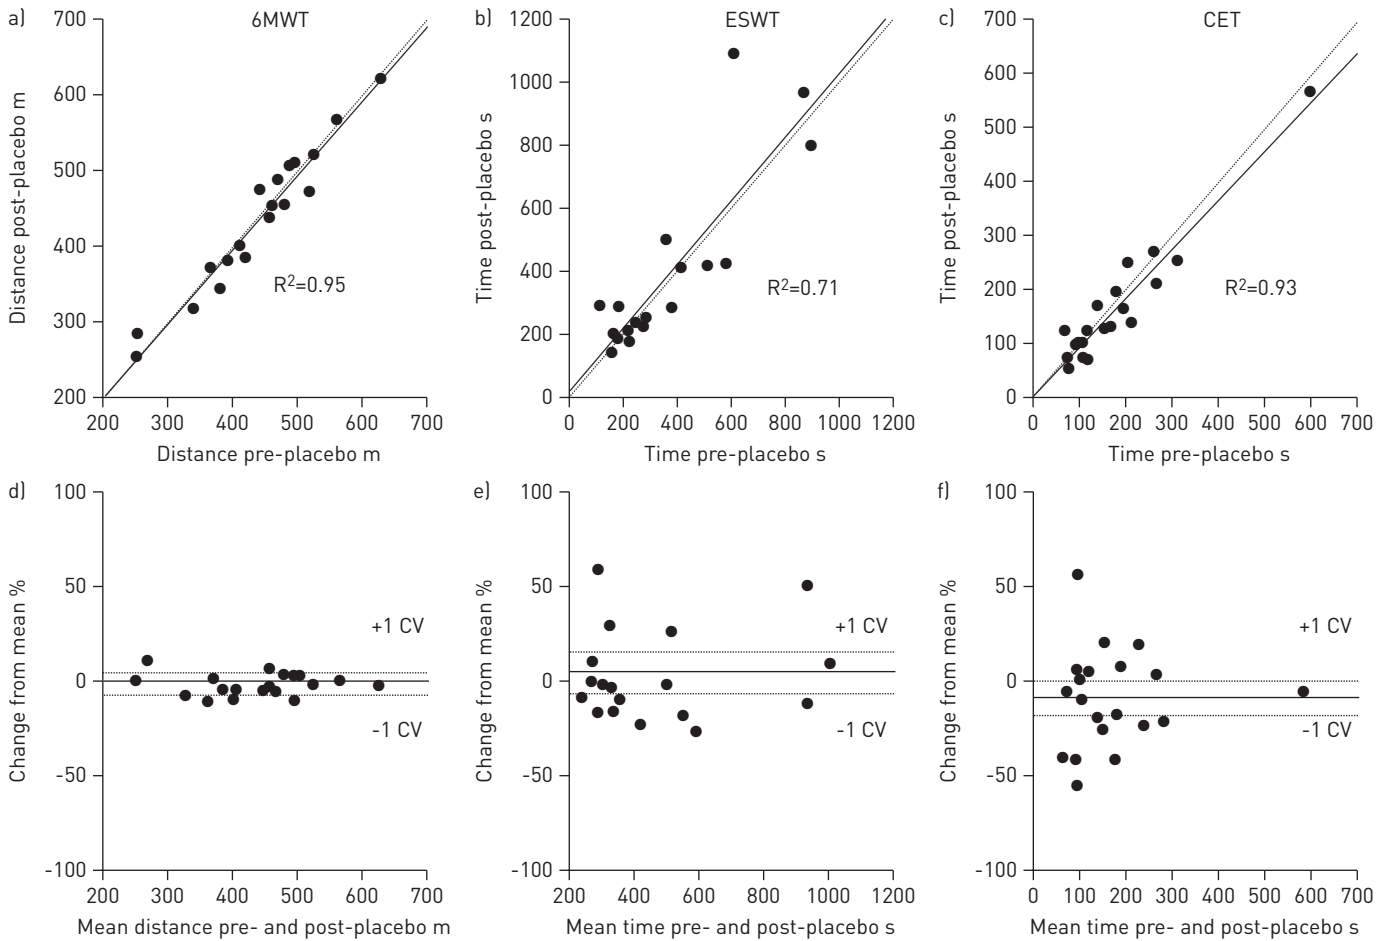 a)
6MWT
700
600
500
400
300
200
Distance post-placebo m
R²=0.95
200 300 400 500 600 700
Distance pre-placebo m
b)
ESWT
1200
1000
800
600
400
200
0
Time post-placebo s
R²=0.71
0 200 400 600 800 1000 1200
Time pre-placebo s
c)
CET
700
600
500
400
300
200
100
0
Time post-placebo s
R²=0.93
0 100 200 300 400 500 600 700
Time pre-placebo s
d)
100
50
0
-50
-100
Change from mean %
+1 CV
-1 CV
200 300 400 500 600 700
Mean distance pre- and post-placebo m
e)
100
50
0
-50
-100
Change from mean %
+1 CV
-1 CV
200 400 600 800 1000 1200
Mean time pre- and post-placebo s
f)
100
50
0
-50
-100
Change from mean %
+1 CV
-1 CV
0 100 200 300 400 500 600 700
Mean time pre- and post-placebo s